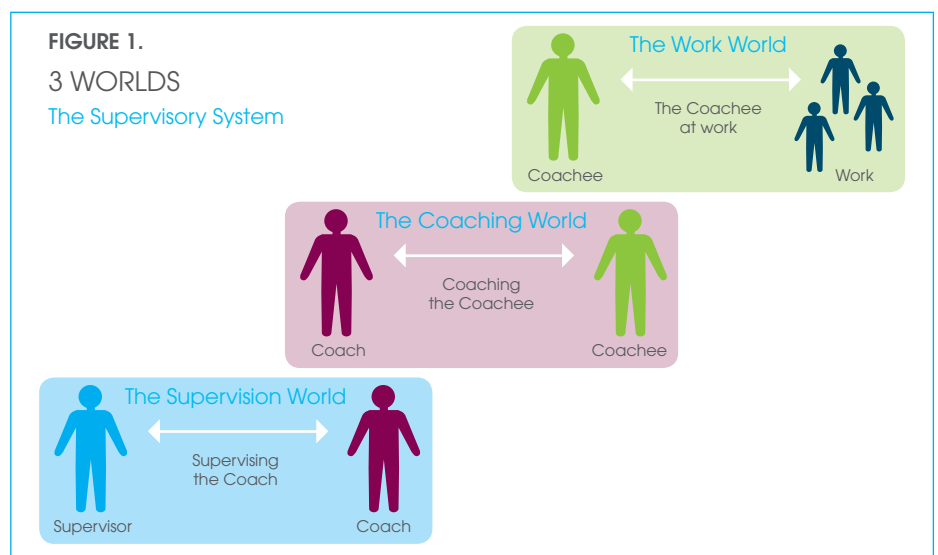 FIGURE 1.
3 WORLDS
The Supervisory System
The Work World
The Coachee
at work
Coachee
Work
The Coaching World
Coaching
the Coachee
Coach
Coachee
The Supervision World
Supervising
the Coach
Supervisor
Coach